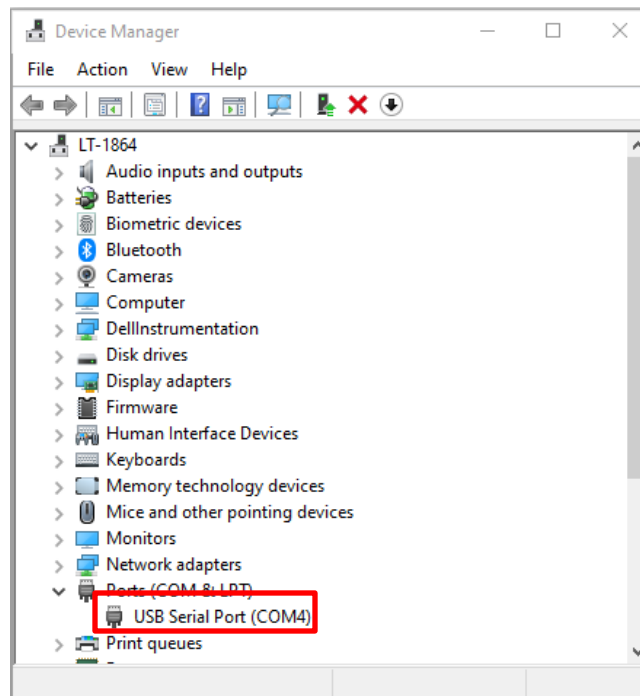 Device Manager
File Action View Help
LT-1864
Audio inputs and outputs
Batteries
Biometric devices
Bluetooth
Cameras
Computer
DellInstrumentation
Disk drives
Display adapters
Firmware
Human Interface Devices
Keyboards
Memory technology devices
Mice and other pointing devices
Monitors
Network adapters
Ports (COM & LPT)
USB Serial Port (COM4)
Print queues